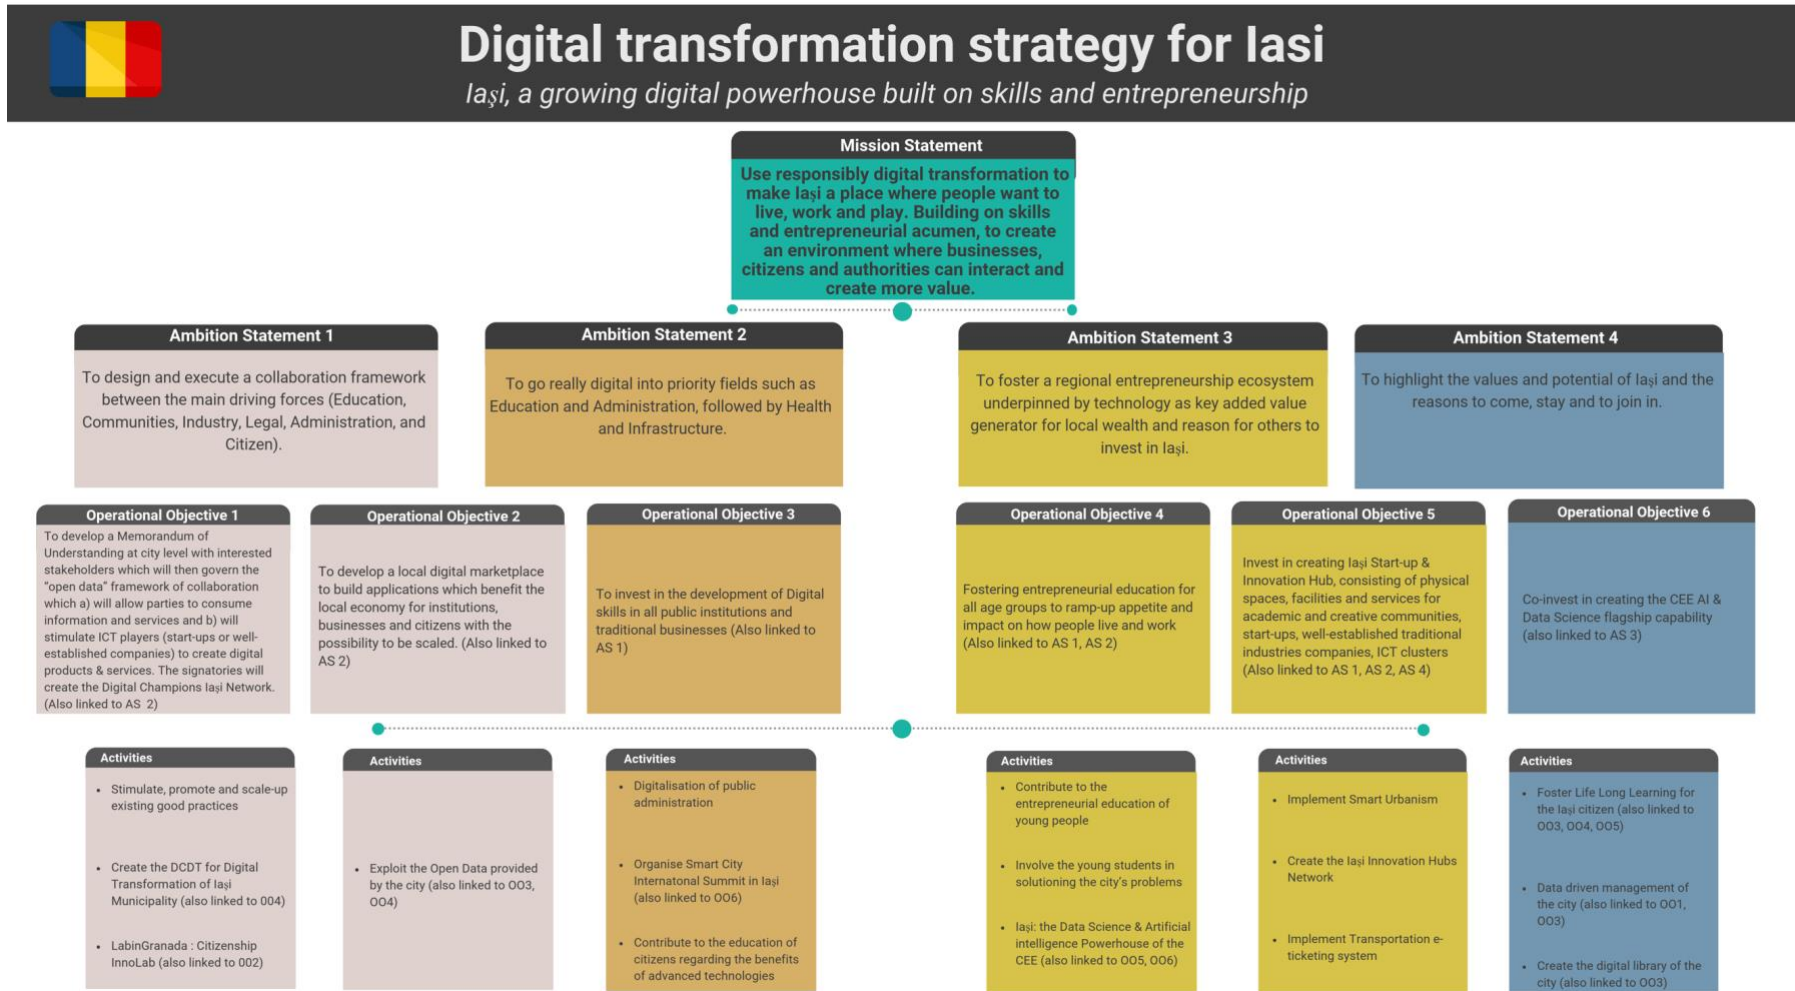 Digital transformation strategy for Iasi
Iaşi, a growing digital powerhouse built on skills and entrepreneurship
Mission Statement
Use responsibly digital transformation to
make Iaşi a place where people want to
live, work and play. Building on skills
and entrepreneurial acumen, to create
an environment where businesses,
citizens and authorities can interact and
create more value.
Ambition Statement 1
To design and execute a collaboration framework
between the main driving forces (Education,
Communities, Industry, Legal, Administration, and
Citizen).
Ambition Statement 2
To go really digital into priority fields such as
Education and Administration, followed by Health
and Infrastructure.
Ambition Statement 3
To foster a regional entrepreneurship ecosystem
underpinned by technology as key added value
generator for local wealth and reason for others to
invest in Iaşi.
Ambition Statement 4
To highlight the values and potential of Iaşi and the
reasons to come, stay and to join in.
Operational Objective 1
To develop a Memorandum of
Understanding at city level with interested
stakeholders which will then govern the
"open data" framework of collaboration
which a) will allow parties to consume
information and services and b) will
stimulate ICT players (start-ups or well-
established companies) to create digital
products & services. The signatories will
create the Digital Champions Iaşi Network.
(Also linked to AS 2)
Operational Objective 2
To develop a local digital marketplace
to build applications which benefit the
local economy for institutions,
businesses and citizens with the
possibility to be scaled. (Also linked to
AS 2)
Operational Objective 3
To invest in the development of Digital
skills in all public institutions and
traditional businesses (Also linked to
AS 1)
Operational Objective 4
Fostering entrepreneurial education for
all age groups to ramp-up appetite and
impact on how people live and work
(Also linked to AS 1, AS 2)
Operational Objective 5
Invest in creating Iaşi Start-up &
Innovation Hub, consisting of physical
spaces, facilities and services for
academic and creative communities,
start-ups, well-established traditional
industries companies, ICT clusters
(Also linked to AS 1, AS 2, AS 4)
Operational Objective 6
Co-invest in creating the CEE AI &
Data Science flagship capability
(also linked to AS 3)
Activities
• Stimulate, promote and scale-up
existing good practices
• Create the DCDT for Digital
Transformation of Iaşi
Municipality (also linked to 004)
• LabinGranada : Citizenship
InnoLab (also linked to 002)
Activities
• Exploit the Open Data provided
by the city (also linked to OO3,
OO4)
Activities
• Digitalisation of public
administration
• Organise Smart City
Internatonal Summit in Iaşi
(also linked to OO6)
• Contribute to the education of
citizens regarding the benefits
of advanced technologies
Activities
• Contribute to the
entrepreneurial education of
young people
• Involve the young students in
solutioning the city's problems
• Iaşi: the Data Science & Artificial
intelligence Powerhouse of the
CEE (also linked to OO5, OO6)
Activities
• Implement Smart Urbanism
• Create the Iaşi Innovation Hubs
Network
• Implement Transportation e-
ticketing system
Activities
• Foster Life Long Learning for
the Iaşi citizen (also linked to
OO3, OO4, OO5)
• Data driven management of
the city (also linked to OO1,
OO3)
• Create the digital library of the
city (also linked to OO3)